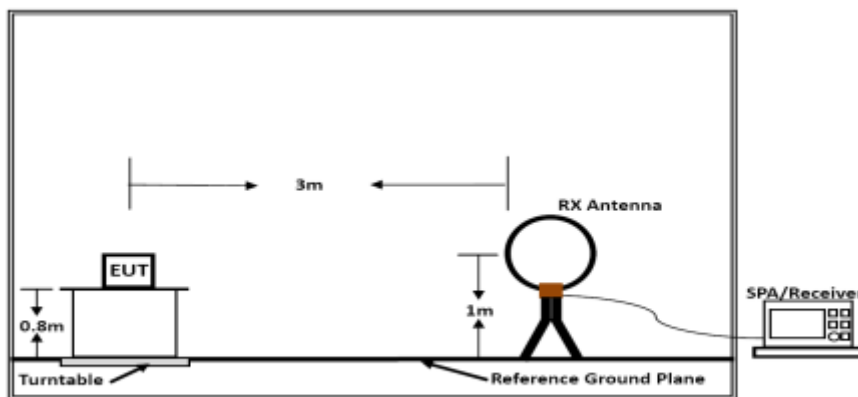 3m
RX Antenna
EUT
SPA/Receiver
0.8m
1m
Turntable
Reference Ground Plane